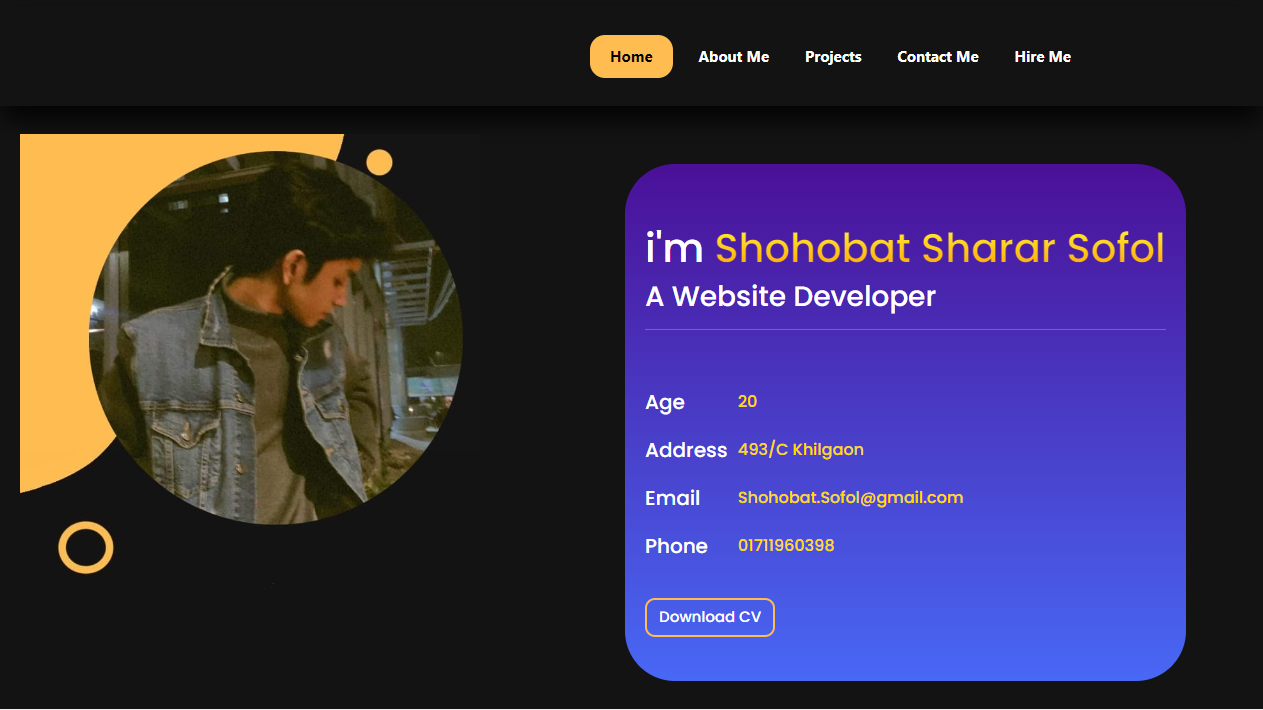 Home About Me Projects Contact Me Hire Me
i'm Shohobat Sharar Sofol
A Website Developer
Age 20
Address 493/C Khilgaon
Email Shohobat.Sofol@gmail.com
Phone 01711960398
Download CV